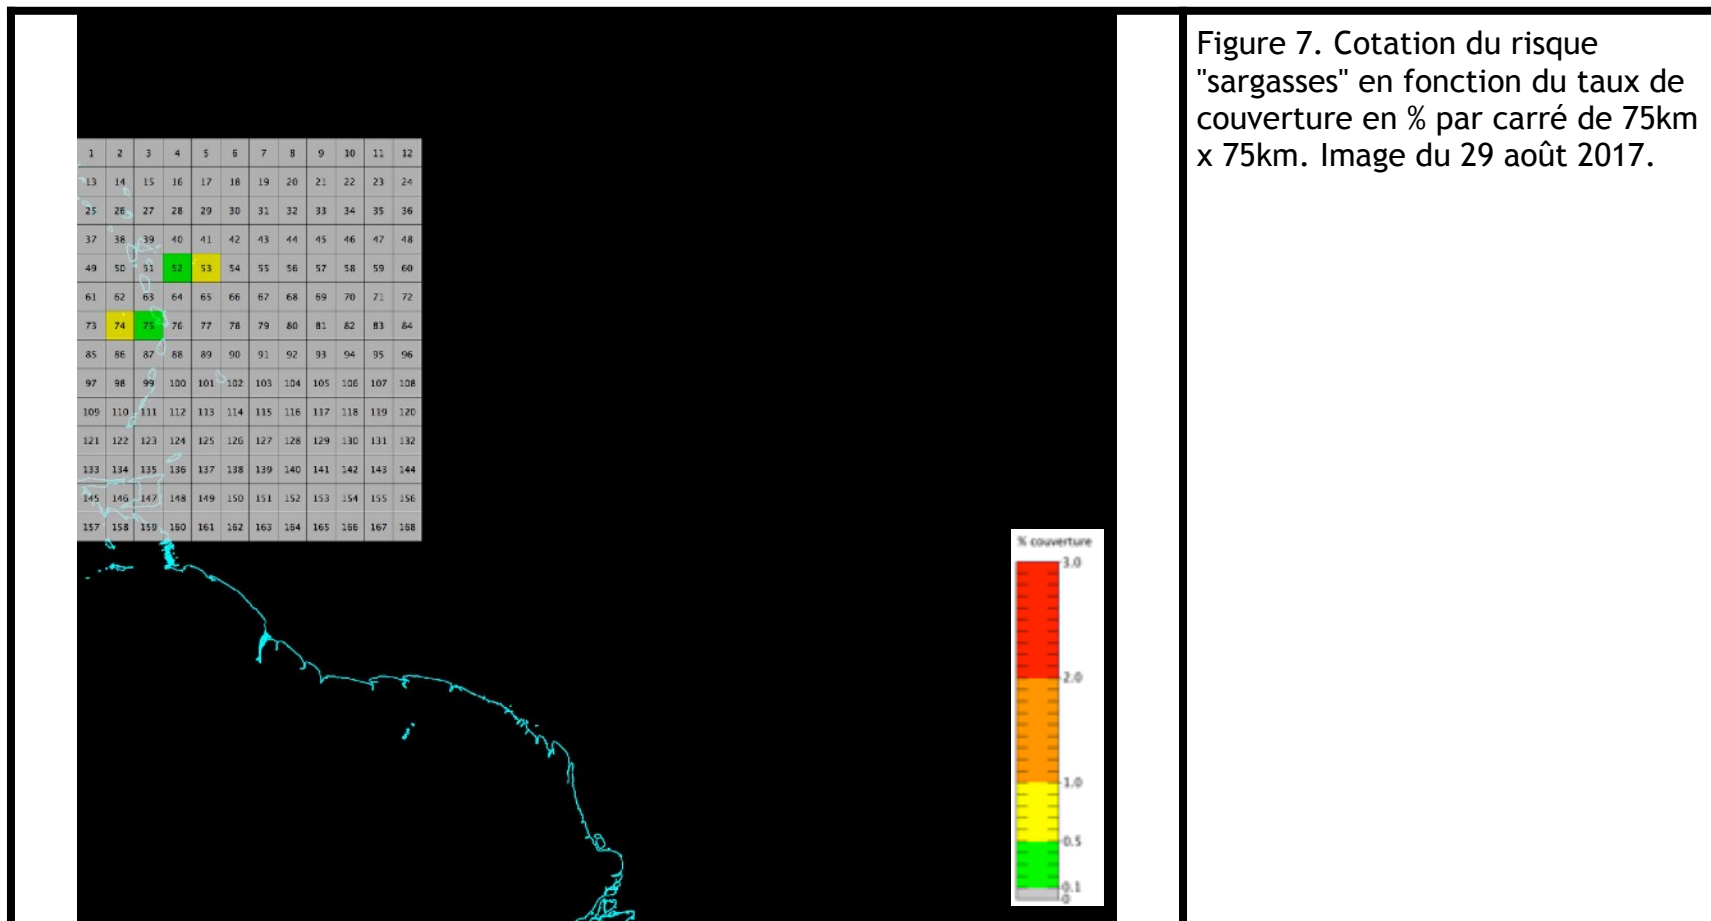 Figure 7. Cotation du risque
"sargasses" en fonction du taux de
couverture en % par carré de 75km
x 75km. Image du 29 août 2017.
1 2 3 4 5 6 7 8 9 10 11 12
13 14 15 16 17 18 19 20 21 22 23 24
25 26 27 28 29 30 31 32 33 34 35 36
37 38 39 40 41 42 43 44 45 46 47 48
49 50 51 52 53 54 55 56 57 58 59 60
61 62 63 64 65 66 67 68 69 70 71 72
73 74 75 76 77 78 79 80 81 82 83 84
85 86 87 88 89 90 91 92 93 94 95 96
97 98 99 100 101 102 103 104 105 106 107 108
109 110 111 112 113 114 115 116 117 118 119 120
121 122 123 124 125 126 127 128 129 130 131 132
133 134 135 136 137 138 139 140 141 142 143 144
145 146 147 148 149 150 151 152 153 154 155 156
157 158 159 160 161 162 163 164 165 166 167 168
% couverture
3.0
2.0
1.0
0.5
0.1
0